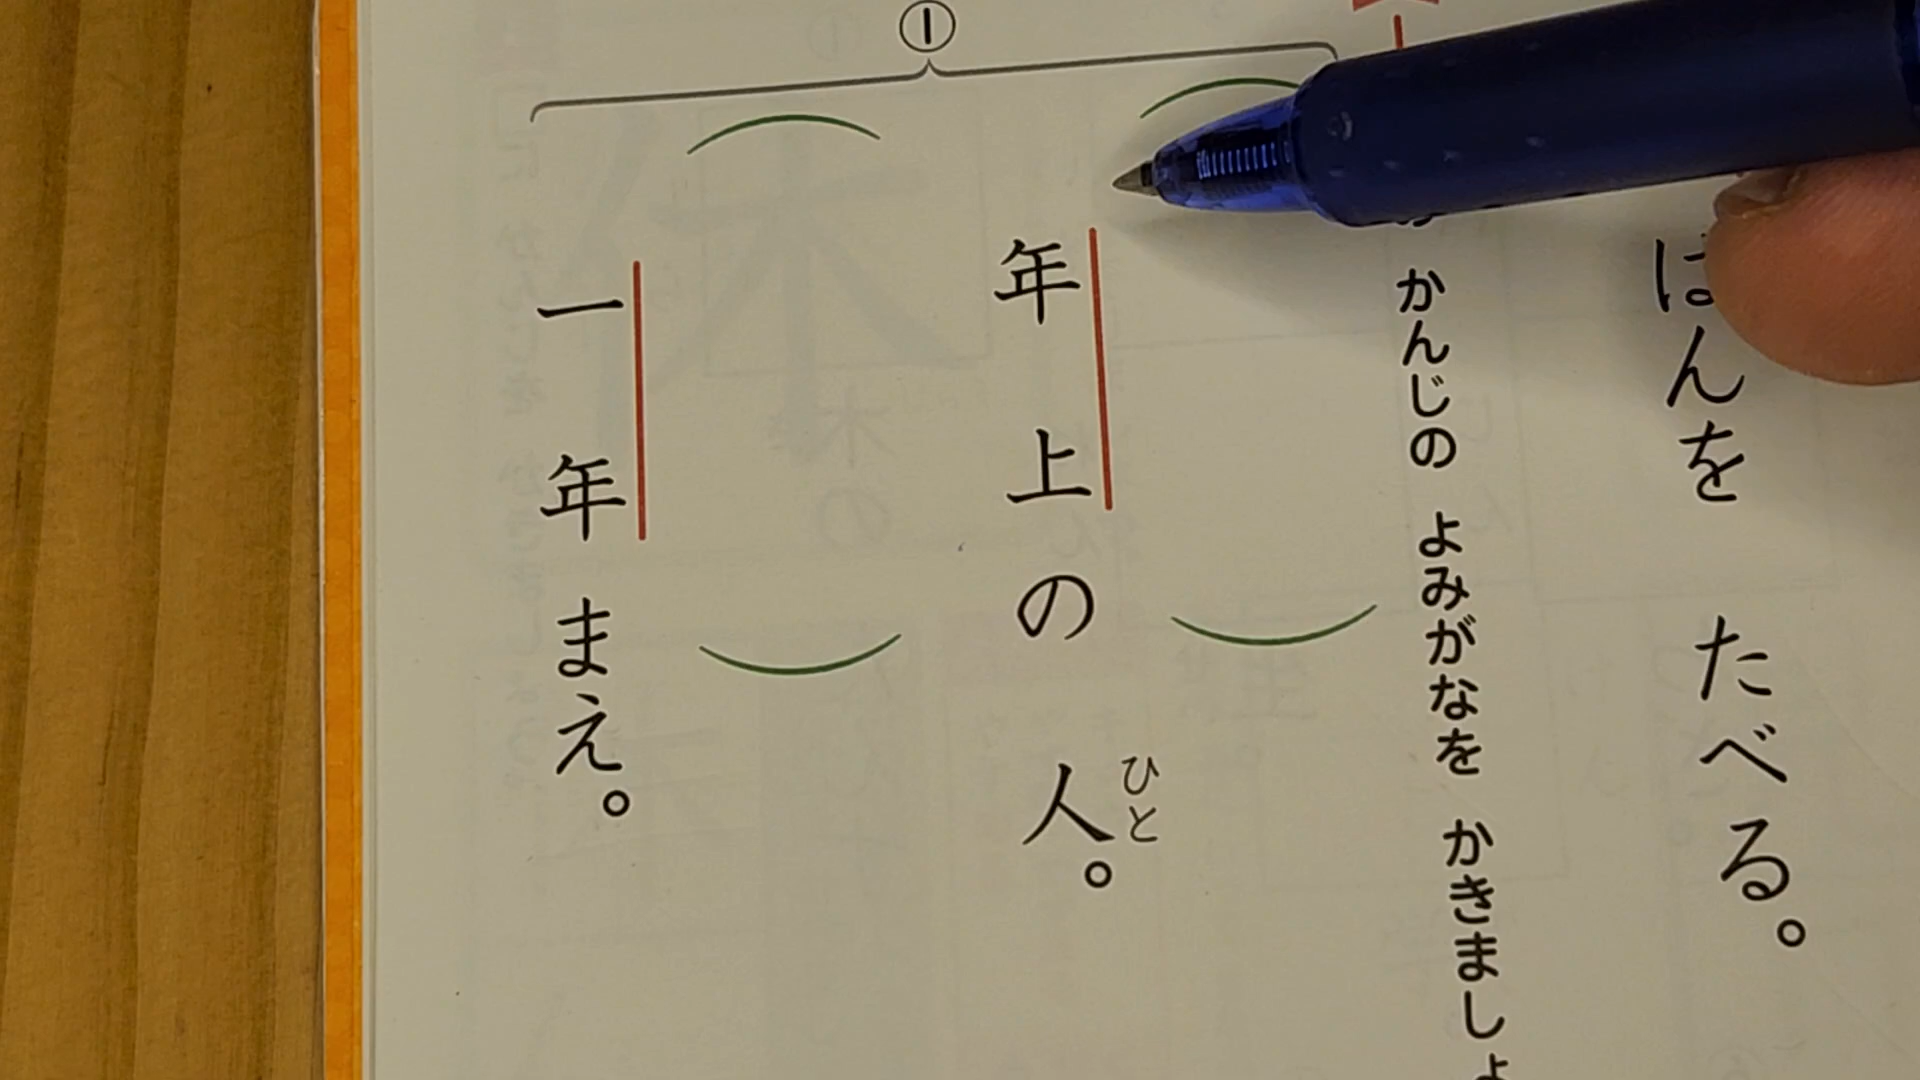 はんを たべる。
かんじの よみがなを かきましょ
①
年上の人。
ひと
一年まえ。